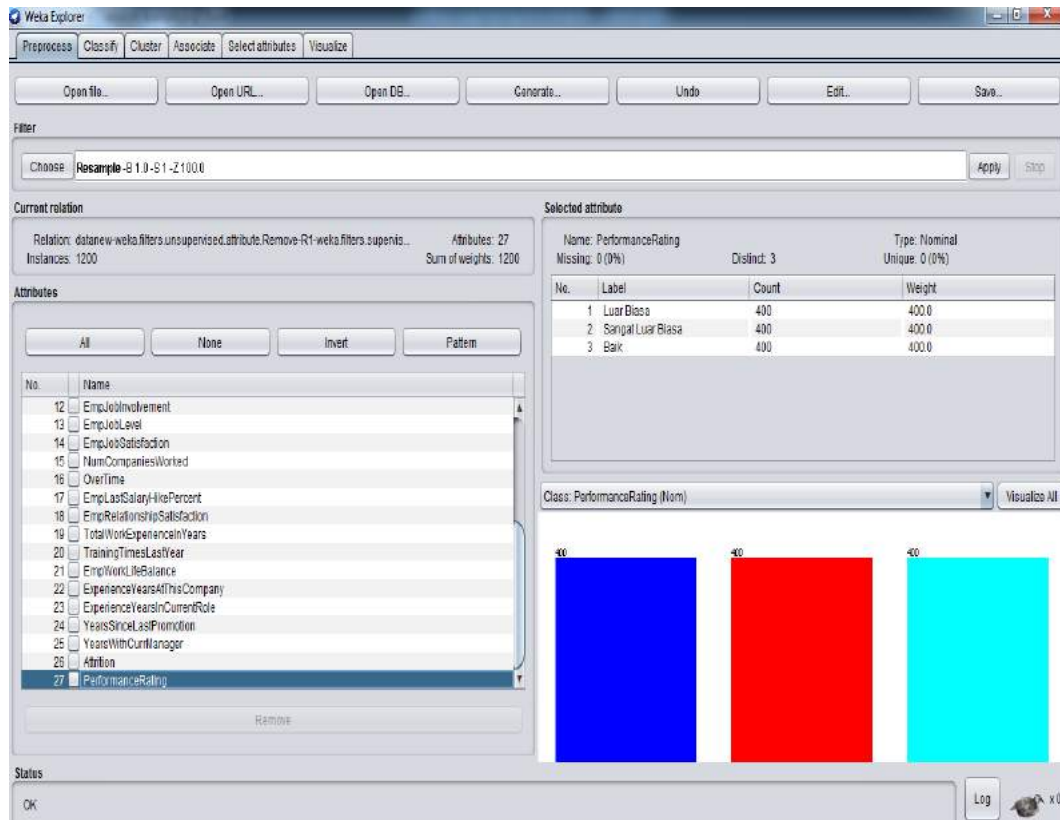 Weka Explorer
Preprocess Classify Cluster Associate Select attributes Visualize
Open file... Open URL... Open DB... Generate... Undo Edit... Save...
Filter
Choose Resample -B 1.0 -S 1 -Z 100.0 Apply Stop
Current relation
Relation: datanew-weka.filters.unsupervised.attribute.Remove-R1-weka.filters.supervis... Attributes: 27
Instances: 1200 Sum of weights: 1200
Attributes
All None Invert Pattern
No. Name
12 EmpJobInvolvement
13 EmpJobLevel
14 EmpJobSatisfaction
15 NumCompaniesWorked
16 OverTime
17 EmpLastSalaryHikePercent
18 EmpRelationshipSatisfaction
19 TotalWorkExperienceInYears
20 TrainingTimesLastYear
21 EmpWorkLifeBalance
22 ExperienceYearsAtThisCompany
23 ExperienceYearsInCurrentRole
24 YearsSinceLastPromotion
25 YearsWithCurrManager
26 Attrition
27 PerformanceRating
Remove
Selected attribute
Name: PerformanceRating Type: Nominal
Missing: 0 (0%) Distinct: 3 Unique: 0 (0%)
No. Label Count Weight
1 Luar Biasa 400 400.0
2 Sangat Luar Biasa 400 400.0
3 Baik 400 400.0
Class: PerformanceRating (Nom) Visualize All
400 400 400
Status
OK
Log x 0